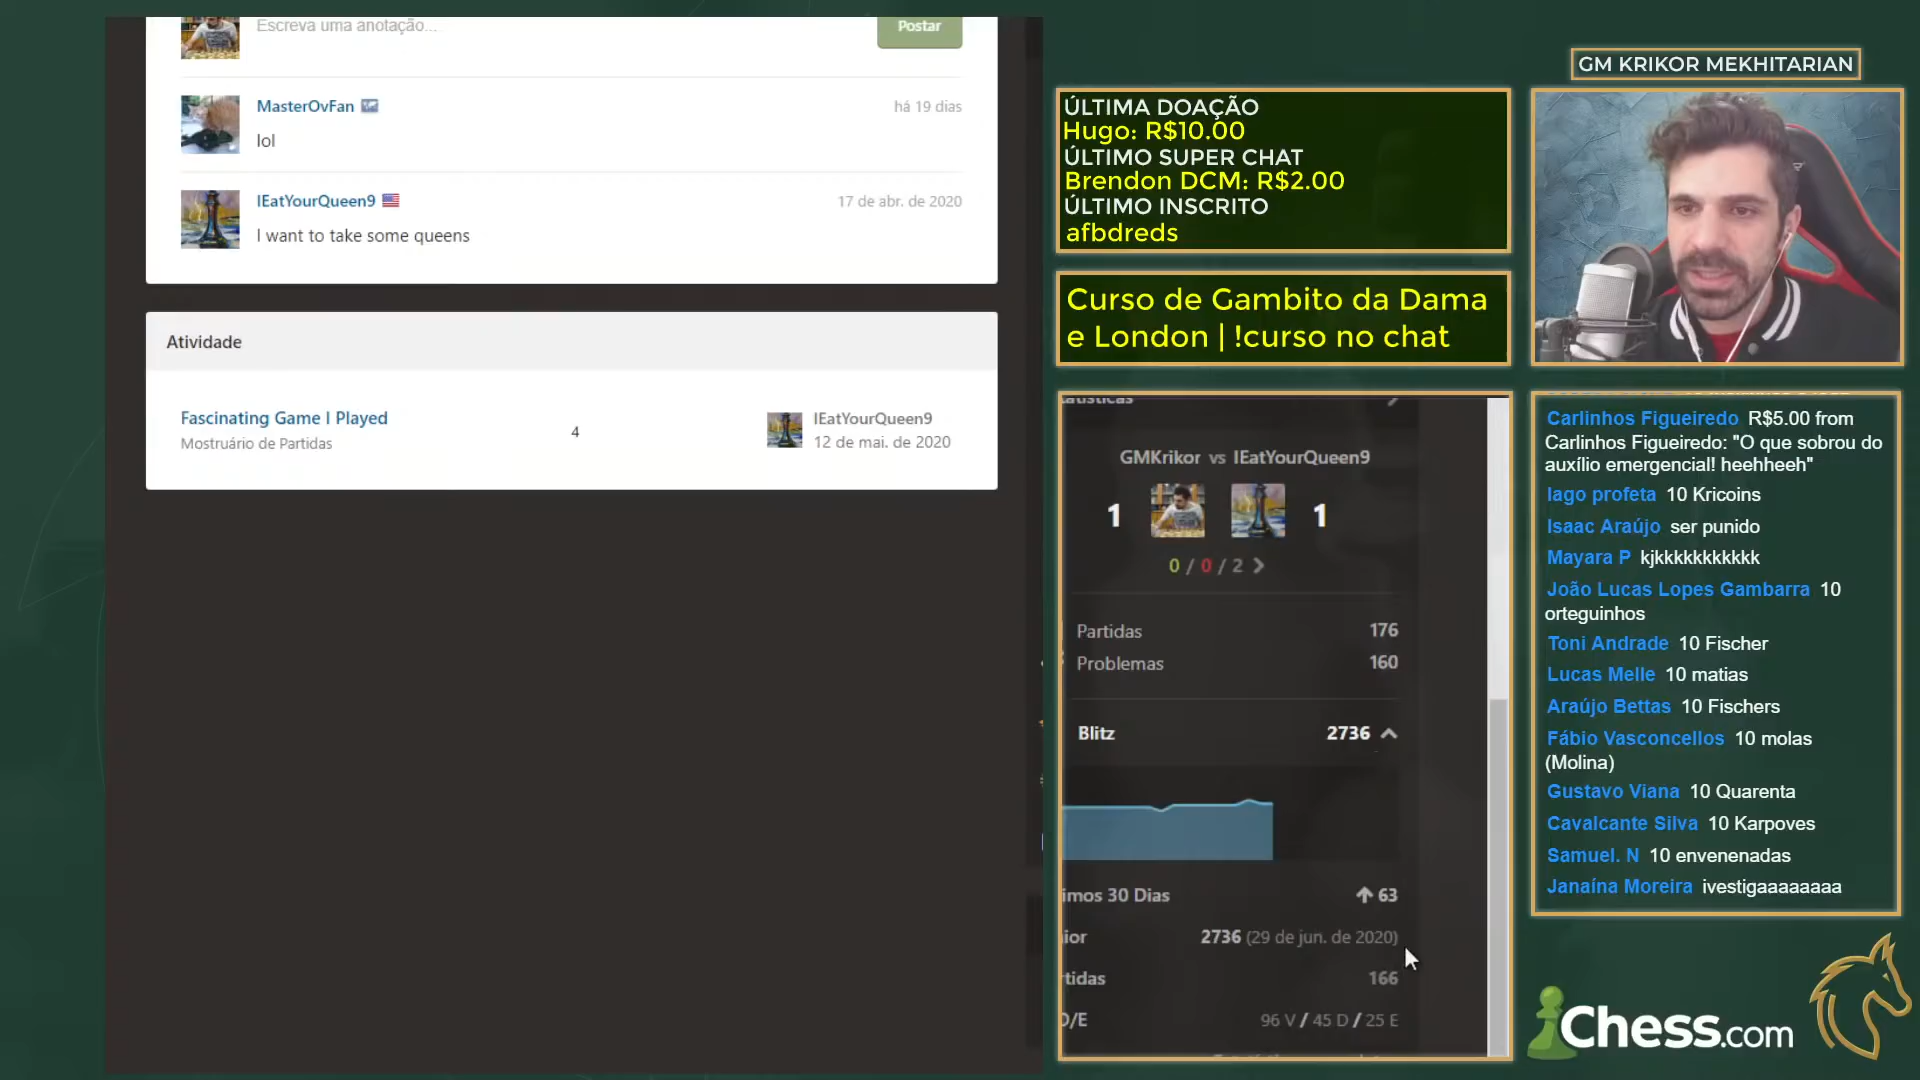 Escreva uma anotação...
Postar
MasterOvFan
há 19 dias
lol
IEatYourQueen9
17 de abr. de 2020
I want to take some queens
Atividade
Fascinating Game I Played
Mostruário de Partidas
4
IEatYourQueen9
12 de mai. de 2020
ÚLTIMA DOAÇÃO
Hugo: R$10.00
ÚLTIMO SUPER CHAT
Brendon DCM: R$2.00
ÚLTIMO INSCRITO
afbdreds
Curso de Gambito da Dama
e London | !curso no chat
GMKrikor vs IEatYourQueen9
1 1
0 / 0 / 2
Partidas 176
Problemas 160
Blitz 2736
imos 30 Dias 63
ior 2736 (29 de jun. de 2020)
tidas 166
D/E 96 V / 45 D / 25 E
GM KRIKOR MEKHITARIAN
Carlinhos Figueiredo R$5.00 from
Carlinhos Figueiredo: "O que sobrou do
auxílio emergencial! heehheeh"
Iago profeta 10 Kricoins
Isaac Araújo ser punido
Mayara P kjkkkkkkkkkk
João Lucas Lopes Gambarra 10
orteguinhos
Toni Andrade 10 Fischer
Lucas Melle 10 matias
Araújo Bettas 10 Fischers
Fábio Vasconcellos 10 molas
(Molina)
Gustavo Viana 10 Quarenta
Cavalcante Silva 10 Karpoves
Samuel. N 10 envenenadas
Janaína Moreira ivestigaaaaaaaa
Chess.com